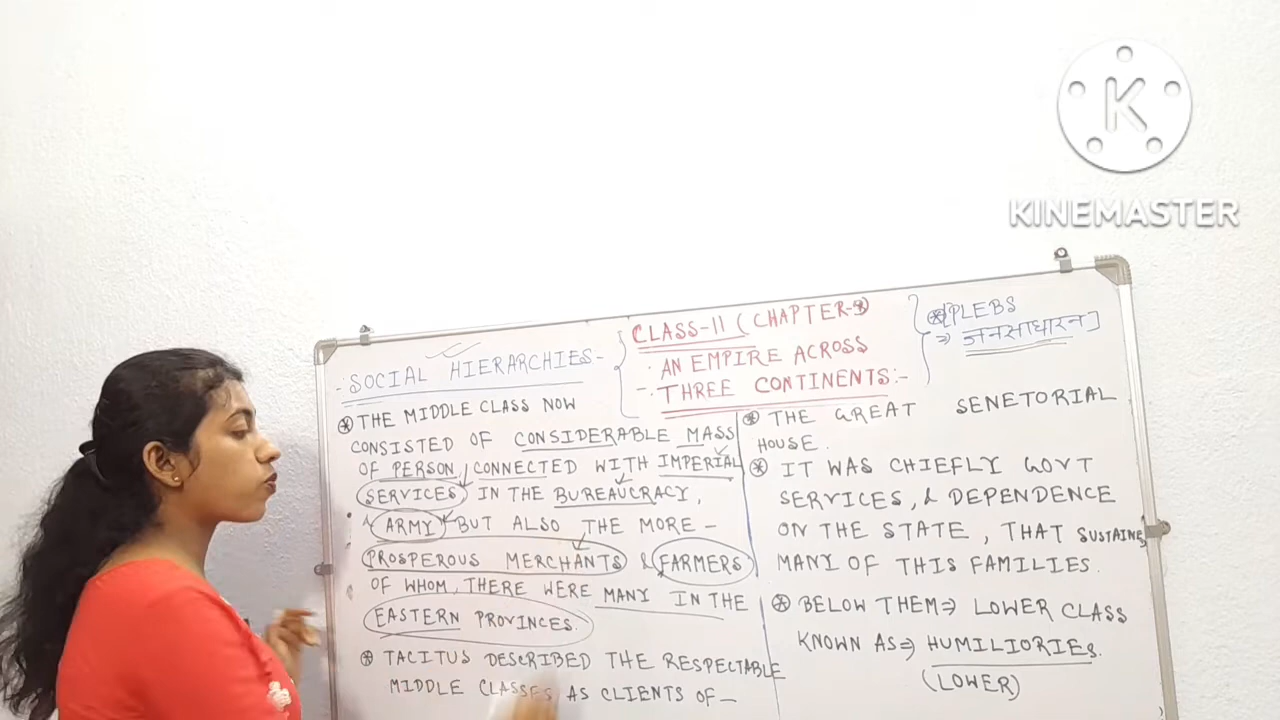 KINEMASTER
- SOCIAL HIERARCHIES -
CLASS-11 (CHAPTER-3)
· AN EMPIRE ACROSS
- · THREE CONTINENTS:-
[PLEBS
⇒ जनसाधारन]
THE MIDDLE CLASS NOW
CONSISTED OF CONSIDERABLE MASS
OF PERSON, CONNECTED WITH IMPERIAL
SERVICES IN THE BUREAUCRACY,
& ARMY BUT ALSO THE MORE -
PROSPEROUS MERCHANTS & FARMERS
OF WHOM, THERE WERE MANY IN THE
EASTERN PROVINCES.
TACITUS DESCRIBED THE RESPECTABLE
MIDDLE CLASSES AS CLIENTS OF -
THE GREAT SENETORIAL
HOUSE.
IT WAS CHIEFLY GOVT
SERVICES, & DEPENDENCE
ON THE STATE, THAT SUSTAINE
MANY OF THIS FAMILIES.
BELOW THEM ⇒ LOWER CLASS
KNOWN AS ⇒ HUMILIORIES.
(LOWER)